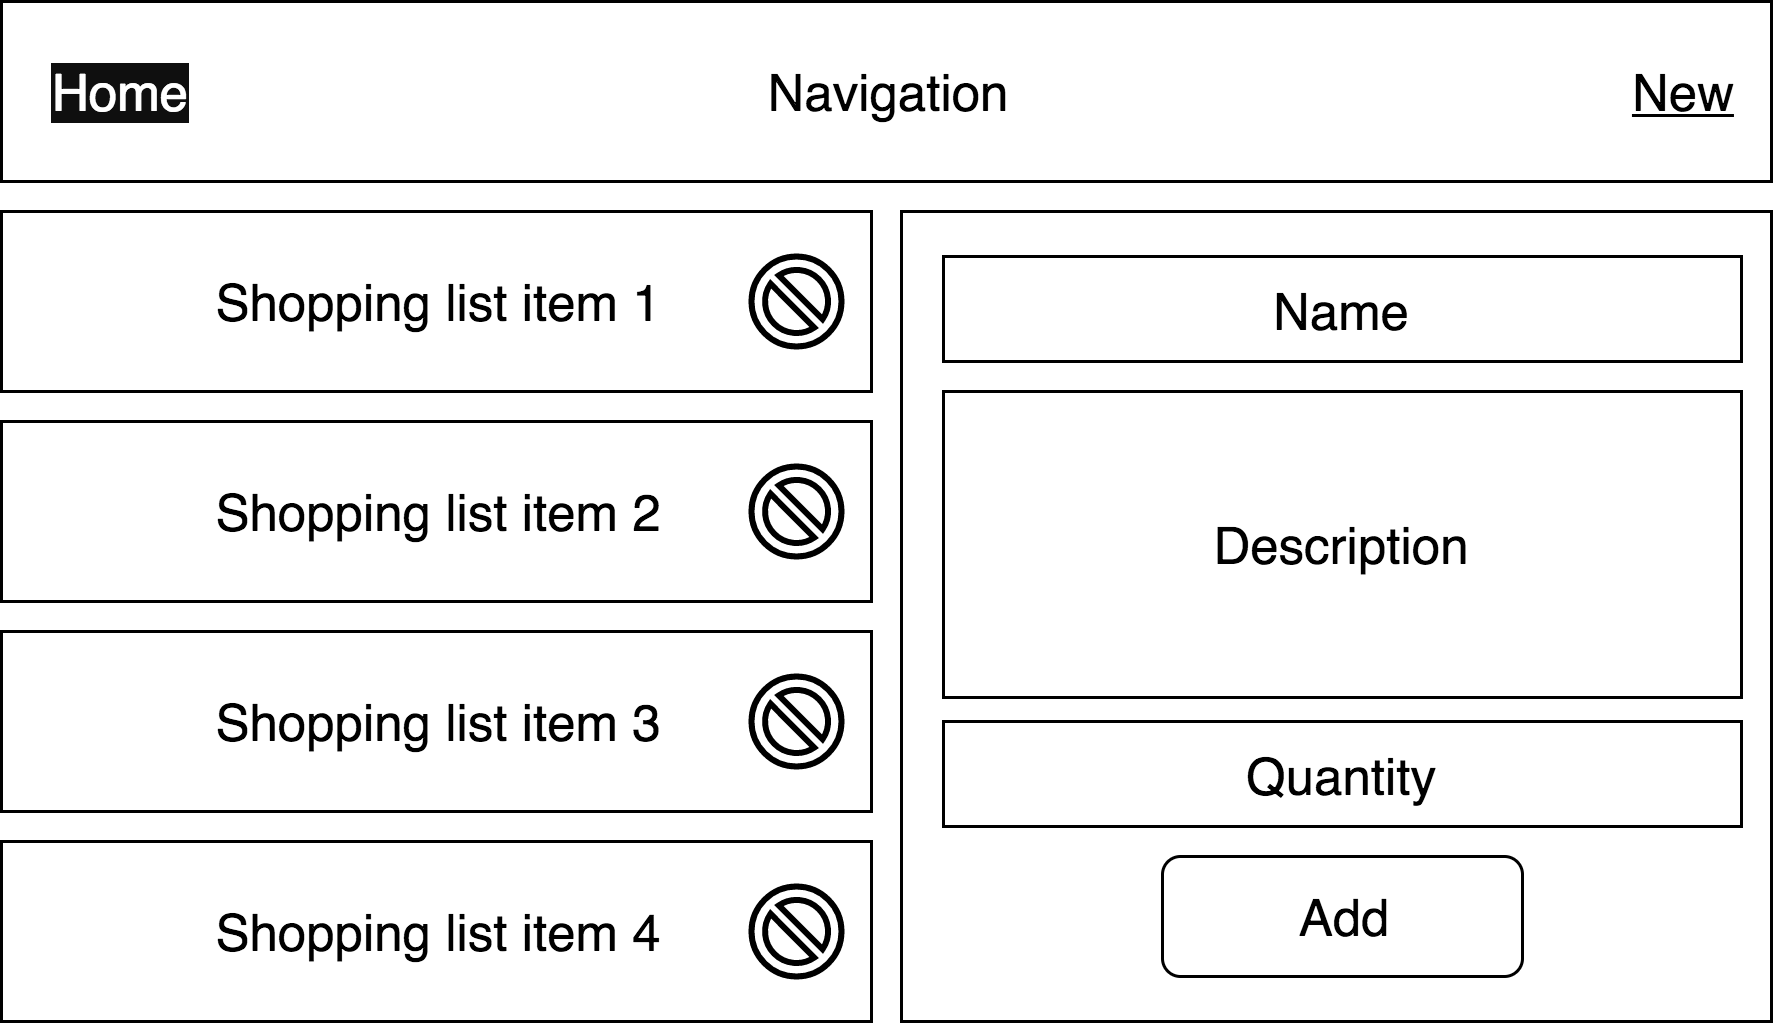 Home
Navigation
New
Shopping list item 1
Shopping list item 2
Shopping list item 3
Shopping list item 4
Name
Description
Quantity
Add